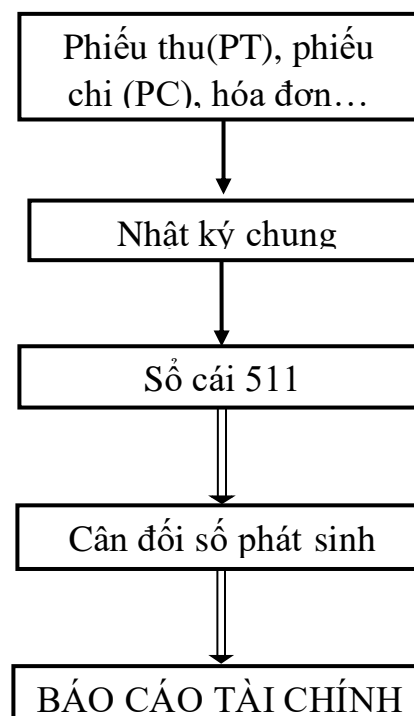 Phiếu thu(PT), phiếu
chi (PC), hóa đơn…
Nhật ký chung
Sổ cái 511
Cân đối số phát sinh
BÁO CÁO TÀI CHÍNH